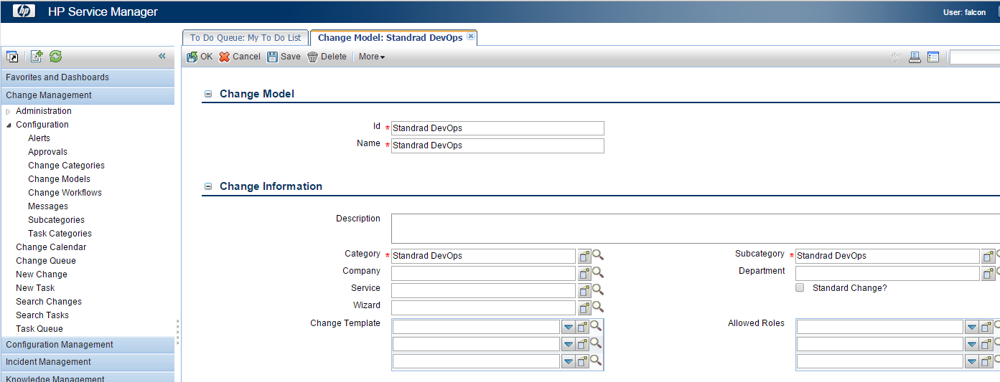 hp HP Service Manager User: falcon
To Do Queue: My To Do List Change Model: Standrad DevOps
OK Cancel Save Delete More
Favorites and Dashboards
Change Management
Administration
Configuration
Alerts
Approvals
Change Categories
Change Models
Change Workflows
Messages
Subcategories
Task Categories
Change Calendar
Change Queue
New Change
New Task
Search Changes
Search Tasks
Task Queue
Configuration Management
Incident Management
Knowledge Management
Change Model
Id * Standrad DevOps
Name * Standrad DevOps
Change Information
Description
Category * Standrad DevOps Subcategory * Standrad DevOps
Company Department
Service Standard Change?
Wizard
Change Template Allowed Roles